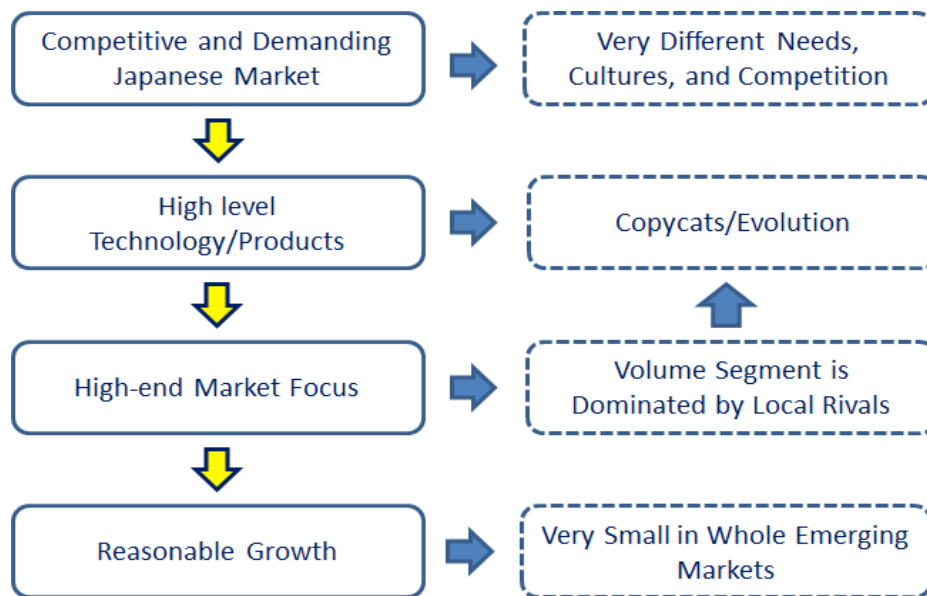 Competitive and Demanding
Japanese Market
Very Different Needs,
Cultures, and Competition
High level
Technology/Products
Copycats/Evolution
High-end Market Focus
Volume Segment is
Dominated by Local Rivals
Reasonable Growth
Very Small in Whole Emerging
Markets